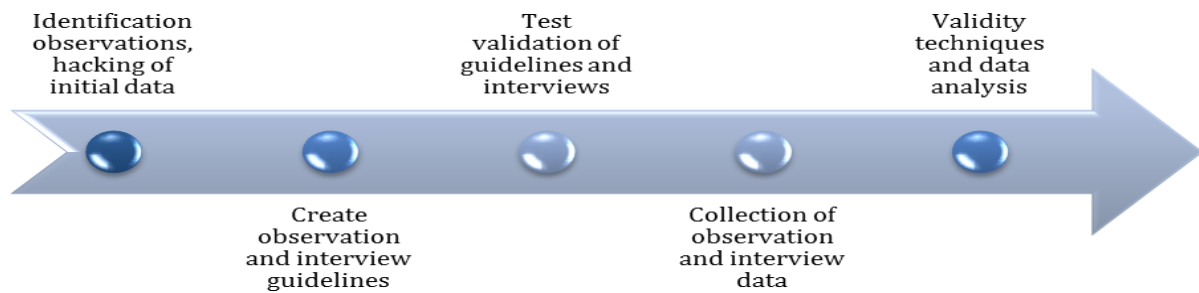 Identification
observations,
hacking of
initial data
Create
observation
and interview
guidelines
Test
validation of
guidelines and
interviews
Collection of
observation
and interview
data
Validity
techniques
and data
analysis